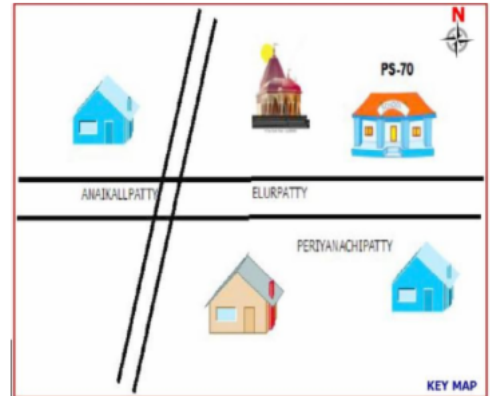 N
PS-70
ANAIKALLPATTY
ELURPATTY
PERIYANACHIPATTY
KEY MAP